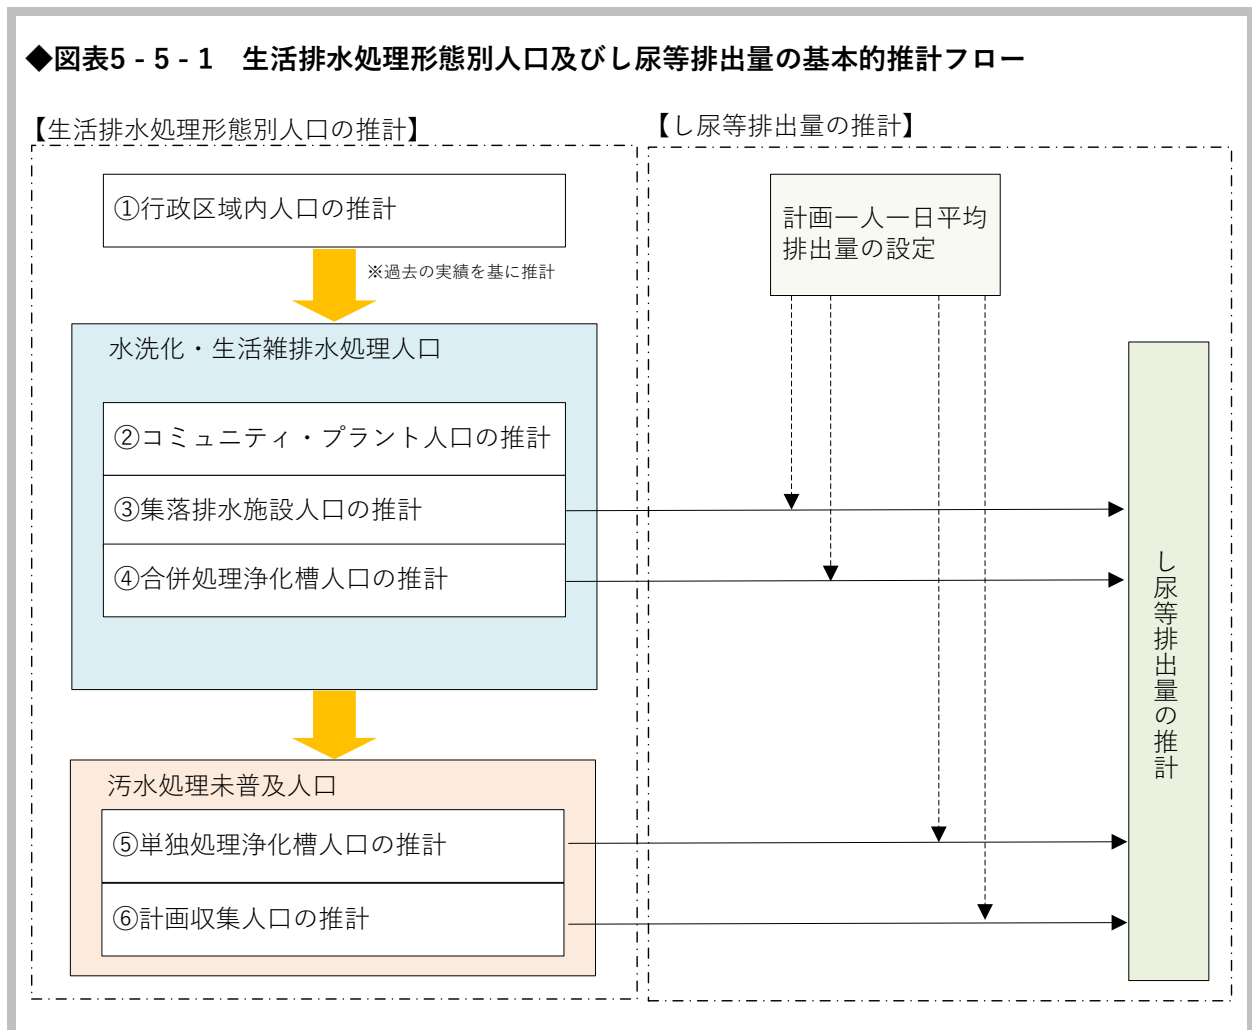 ◆図表5 - 5 - 1　生活排水処理形態別人口及びし尿等排出量の基本的推計フロー
【生活排水処理形態別人口の推計】
①行政区域内人口の推計
※過去の実績を基に推計
水洗化・生活雑排水処理人口
②コミュニティ・プラント人口の推計
③集落排水施設人口の推計
④合併処理浄化槽人口の推計
汚水処理未普及人口
⑤単独処理浄化槽人口の推計
⑥計画収集人口の推計
【し尿等排出量の推計】
計画一人一日平均
排出量の設定
し尿等排出量の推計